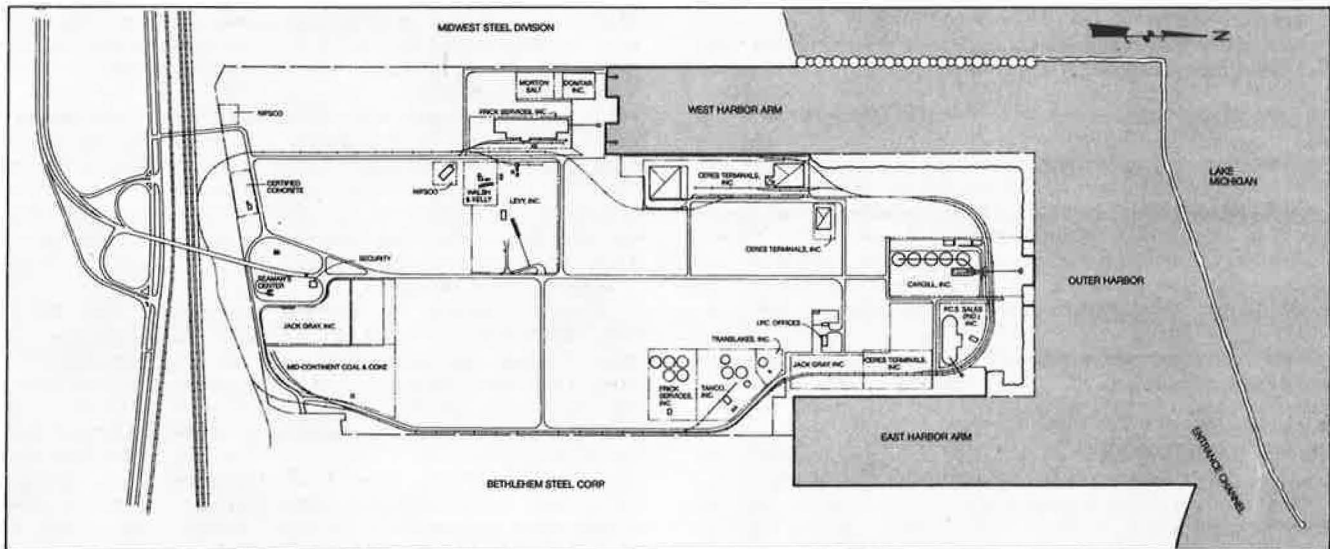 MIDWEST STEEL DIVISION
N
MORTON
SALT
DOMTAR
INC.
FRICK SERVICES, INC.
WEST HARBOR ARM
NIPSCO
LAKE
MICHIGAN
CERTIFIED
CONCRETE
NIPSCO
WALSH
& KELLY
LEVY, INC.
CERES TERMINALS,
INC.
CERES TERMINALS, INC.
SECURITY
SEAMAN'S
CENTER
CARGILL, INC.
OUTER HARBOR
JACK GRAY, INC.
I.P.C. OFFICES
P.C.S. SALES
INC.
TRANSLAKES, INC.
MID-CONTINENT COAL & COKE
JACK GRAY, INC.
CERES TERMINALS,
INC.
FRICK
SERVICES,
INC.
TANCO,
INC.
EAST HARBOR ARM
ENTRANCE CHANNEL
BETHLEHEM STEEL CORP.